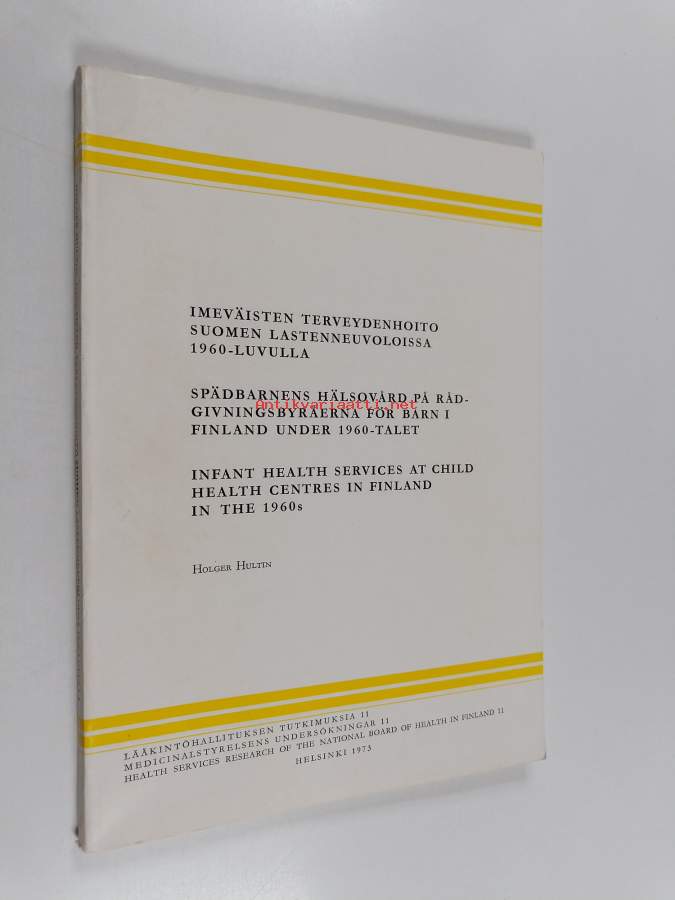 IMEVÄISTEN TERVEYDENHOITO
SUOMEN LASTENNEUVOLOISSA
1960-LUVULLA
SPÄDBARNENS HÄLSOVÅRD PÅ RÅD-
GIVNINGSBYRÅERNA FÖR BARN I
FINLAND UNDER 1960-TALET
Antikvariaatti.net
INFANT HEALTH SERVICES AT CHILD
HEALTH CENTRES IN FINLAND
IN THE 1960s
HOLGER HULTIN
LÄÄKINTÖHALLITUKSEN TUTKIMUKSIA 11
MEDICINALSTYRELSENS UNDERSÖKNINGAR 11
HEALTH SERVICES RESEARCH OF THE NATIONAL BOARD OF HEALTH IN FINLAND 11
HELSINKI 1973